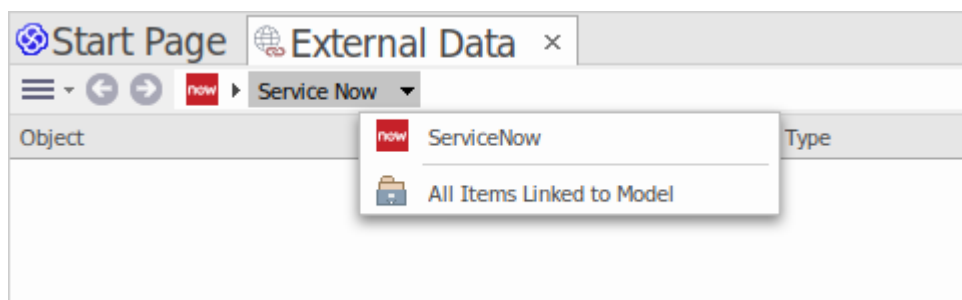 Start Page External Data ×
now Service Now
Object Type
now ServiceNow
All Items Linked to Model